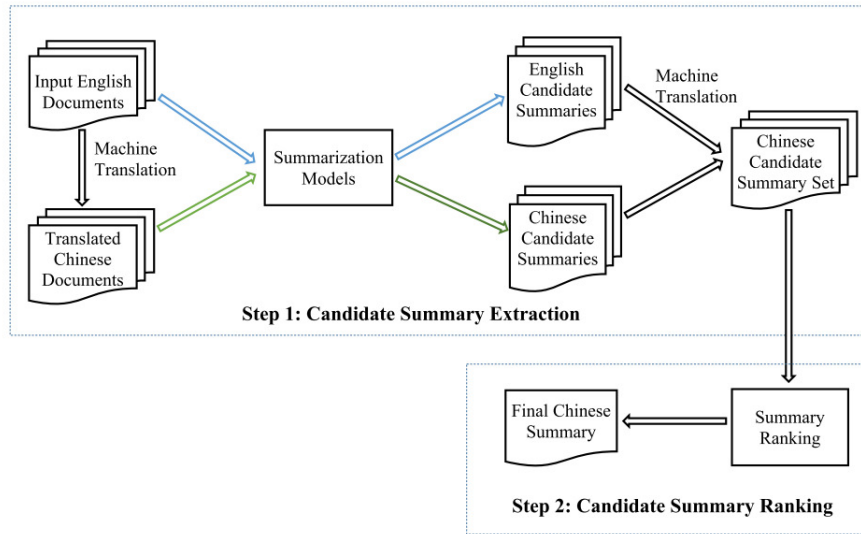 Input English
Documents
Machine
Translation
Translated
Chinese
Documents
Summarization
Models
English
Candidate
Summaries
Machine
Translation
Chinese
Candidate
Summaries
Chinese
Candidate
Summary Set
Step 1: Candidate Summary Extraction
Final Chinese
Summary
Summary
Ranking
Step 2: Candidate Summary Ranking